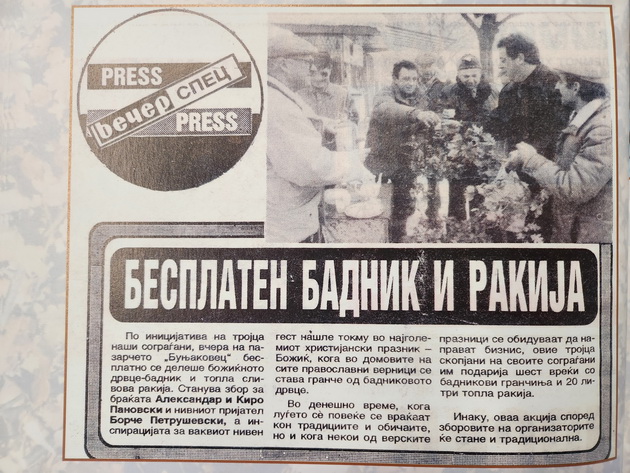 PRESS
Вечер СПЕЦ
PRESS
БЕСПЛАТЕН БАДНИК И РАКИЈА
По иницијатива на тројца
наши сограѓани, вчера на па-
зарчето „Буњаковец“ бес-
платно се делеше божиќното
дрвце-бадник и топла сли-
вова ракија. Станува збор за
браќата Александар и Киро
Пановски и нивниот пријател
Борче Петрушевски, а ин-
спирацијата за ваквиот нивен
гест нашле токму во најголе-
миот христијански празник –
Божиќ, кога во домовите на
сите православни верници се
става гранче од бадниковото
дрвце.
Во денешно време, кога
луѓето сѐ повеќе се враќаат
кон традициите и обичаите,
но и кога некои од верските
празници се обидуваат да на-
прават бизнис, овие тројца
скопјани на своите сограѓани
им подарија шест вреќи со
бадникови гранчиња и 20 лит-
ри топла ракија.
Инаку, оваа акција според
зборовите на организаторите
ќе стане и традиционална.